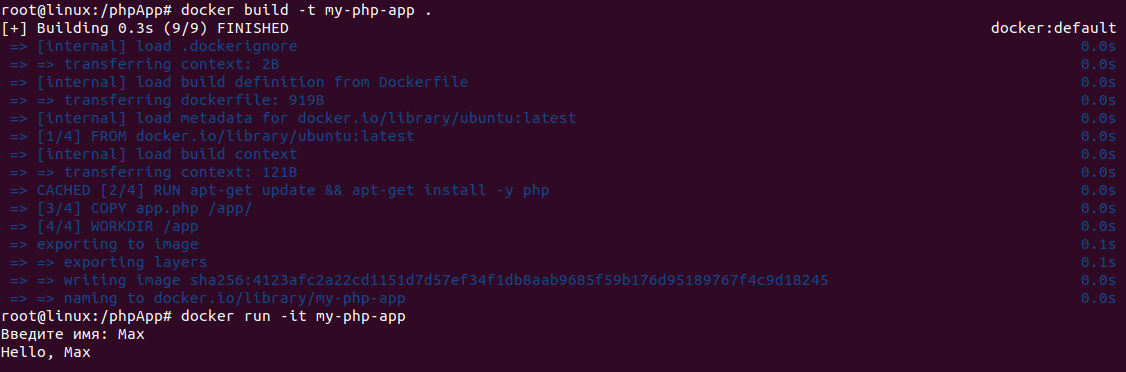 root@linux:/phpApp# docker build -t my-php-app .
[+] Building 0.3s (9/9) FINISHED docker:default
=> [internal] load .dockerignore 0.0s
=> => transferring context: 2B 0.0s
=> [internal] load build definition from Dockerfile 0.0s
=> => transferring dockerfile: 919B 0.0s
=> [internal] load metadata for docker.io/library/ubuntu:latest 0.0s
=> [1/4] FROM docker.io/library/ubuntu:latest 0.0s
=> [internal] load build context 0.0s
=> => transferring context: 121B 0.0s
=> CACHED [2/4] RUN apt-get update && apt-get install -y php 0.0s
=> [3/4] COPY app.php /app/ 0.0s
=> [4/4] WORKDIR /app 0.0s
=> exporting to image 0.1s
=> => exporting layers 0.1s
=> => writing image sha256:4123afc2a22cd1151d7d57ef34f1db8aab9685f59b176d95189767f4c9d18245 0.0s
=> => naming to docker.io/library/my-php-app 0.0s
root@linux:/phpApp# docker run -it my-php-app
Введите имя: Max
Hello, Max